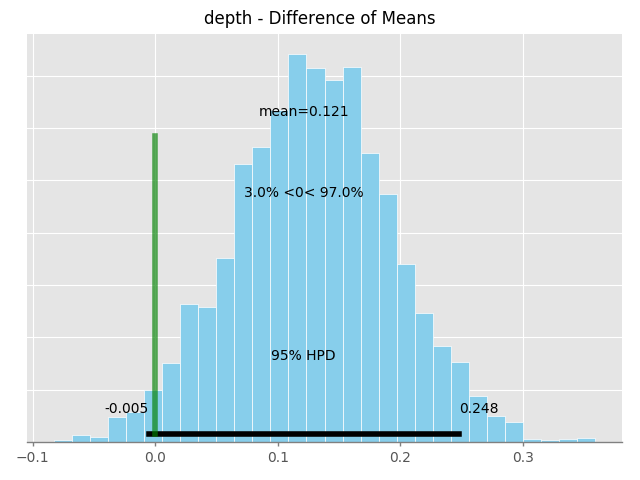 depth - Difference of Means
mean=0.121
3.0% <0< 97.0%
95% HPD
-0.005 0.248
−0.1 0.0 0.1 0.2 0.3